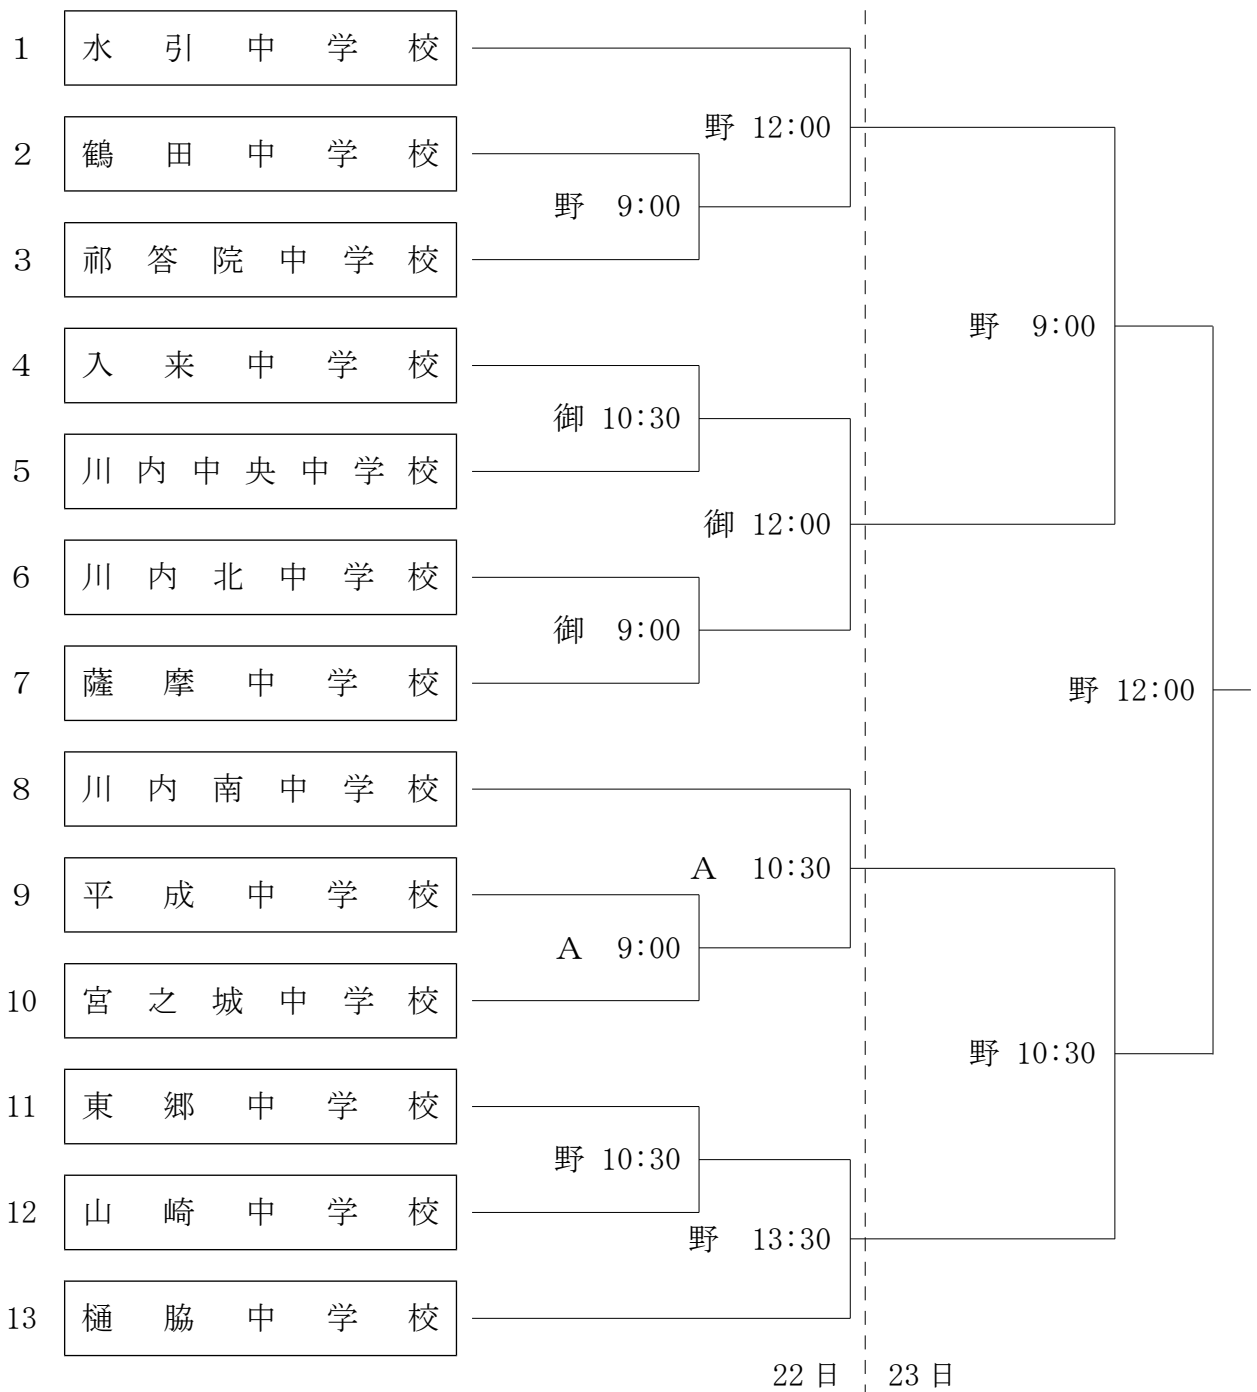 1 水引中学校
野 12:00
2 鶴田中学校
野 9:00
3 祁答院中学校
野 9:00
4 入来中学校
御 10:30
5 川内中央中学校
御 12:00
6 川内北中学校
御 9:00
7 薩摩中学校
野 12:00
8 川内南中学校
A 10:30
9 平成中学校
A 9:00
10 宮之城中学校
野 10:30
11 東郷中学校
野 10:30
12 山崎中学校
野 13:30
13 樋脇中学校
22日 23日